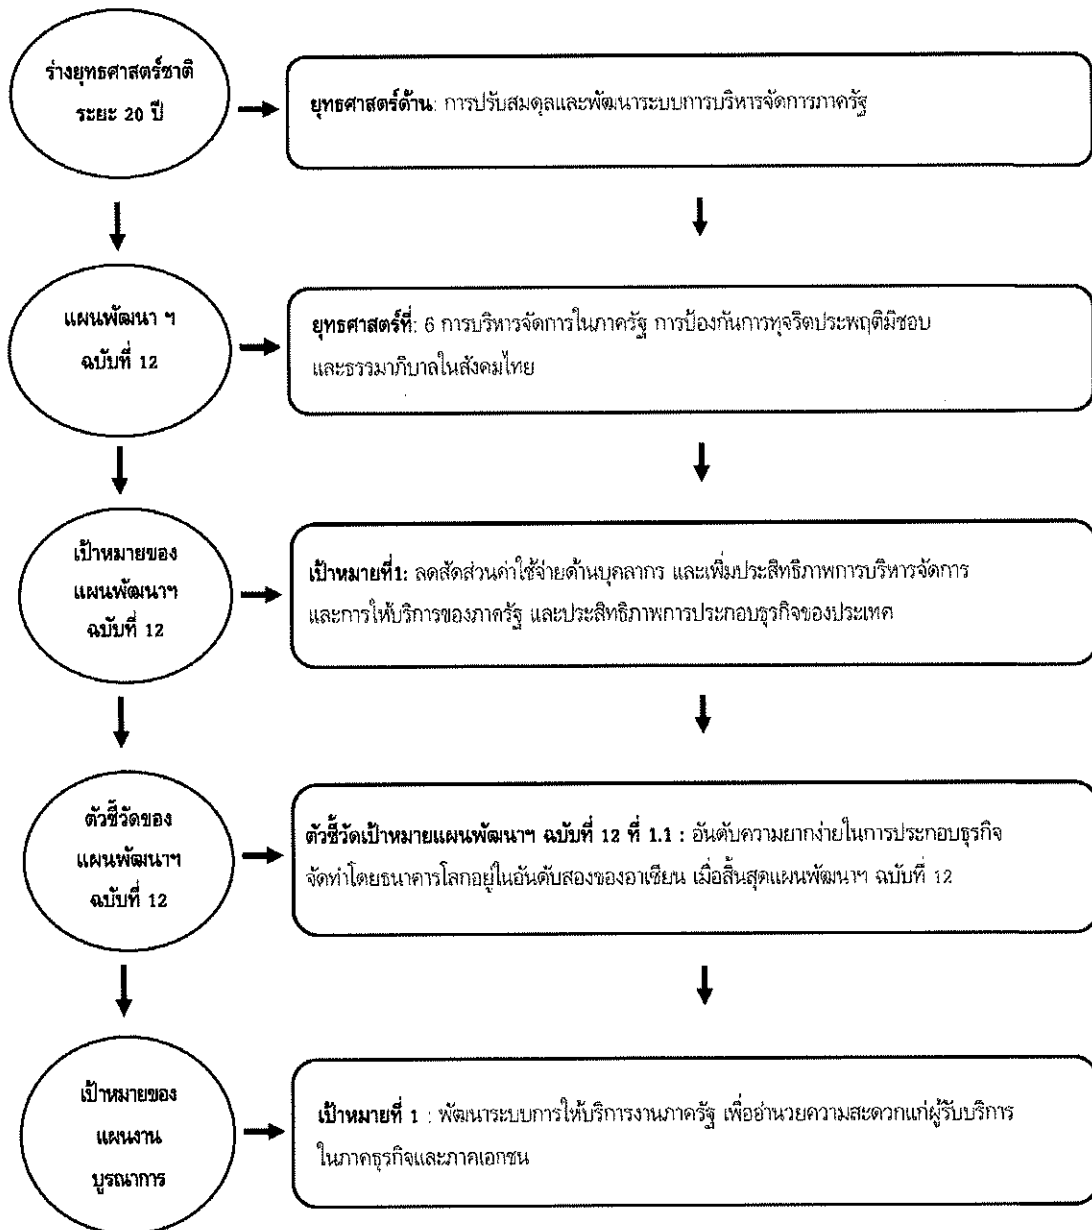 ร่างยุทธศาสตร์ชาติ
ระยะ 20 ปี
ยุทธศาสตร์ด้าน: การปรับสมดุลและพัฒนาระบบการบริหารจัดการภาครัฐ
แผนพัฒนา ฯ
ฉบับที่ 12
ยุทธศาสตร์ที่: 6 การบริหารจัดการในภาครัฐ การป้องกันการทุจริตประพฤติมิชอบ
และธรรมาภิบาลในสังคมไทย
เป้าหมายของ
แผนพัฒนาฯ
ฉบับที่ 12
เป้าหมายที่1: ลดสัดส่วนค่าใช้จ่ายด้านบุคลากร และเพิ่มประสิทธิภาพการบริหารจัดการ
และการให้บริการของภาครัฐ และประสิทธิภาพการประกอบธุรกิจของประเทศ
ตัวชี้วัดของ
แผนพัฒนาฯ
ฉบับที่ 12
ตัวชี้วัดเป้าหมายแผนพัฒนาฯ ฉบับที่ 12 ที่ 1.1 : อันดับความยากง่ายในการประกอบธุรกิจ
จัดทำโดยธนาคารโลกอยู่ในอันดับสองของอาเซียน เมื่อสิ้นสุดแผนพัฒนาฯ ฉบับที่ 12
เป้าหมายของ
แผนงาน
บูรณาการ
เป้าหมายที่ 1 : พัฒนาระบบการให้บริการงานภาครัฐ เพื่ออำนวยความสะดวกแก่ผู้รับบริการ
ในภาคธุรกิจและภาคเอกชน